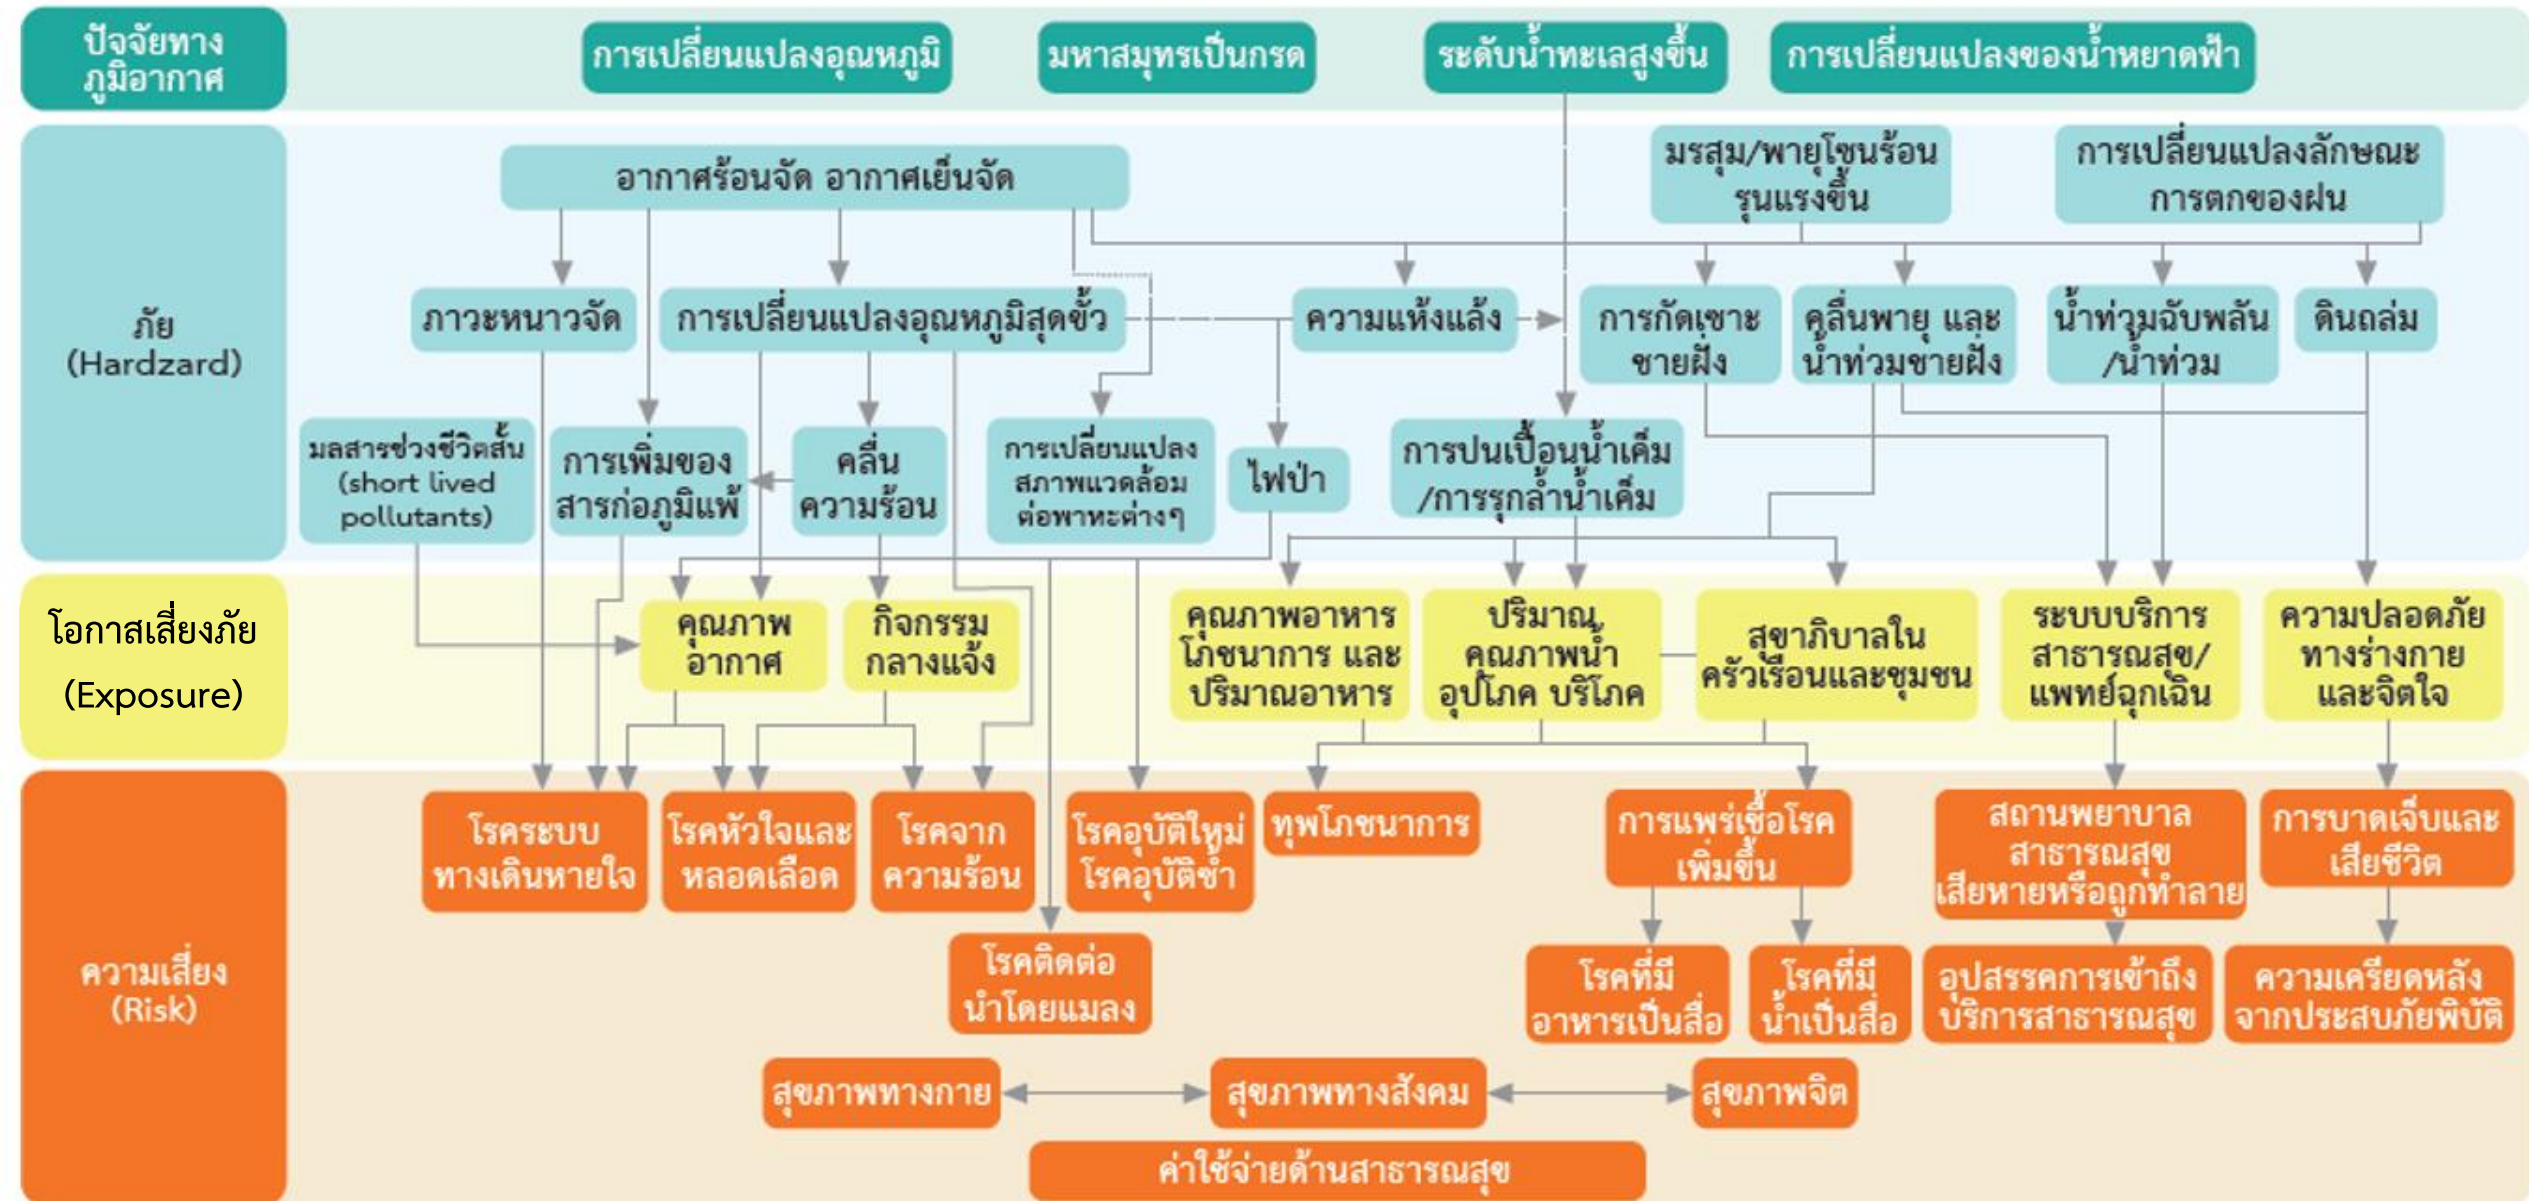 ปัจจัยทาง
ภูมิอากาศ
การเปลี่ยนแปลงอุณหภูมิ
มหาสมุทรเป็นกรด
ระดับน้ำทะเลสูงขึ้น
การเปลี่ยนแปลงของน้ำหยาดฟ้า
ภัย
(Hardzard)
อากาศร้อนจัด อากาศเย็นจัด
มรสุม/พายุโซนร้อน
รุนแรงขึ้น
การเปลี่ยนแปลงลักษณะ
การตกของฝน
ภาวะหนาวจัด
การเปลี่ยนแปลงอุณหภูมิสุดขั้ว
ความแห้งแล้ง
การกัดเซาะ
ชายฝั่ง
คลื่นพายุ และ
น้ำท่วมชายฝั่ง
น้ำท่วมฉับพลัน
/น้ำท่วม
ดินถล่ม
มลสารช่วงชีวิตสั้น
(short lived
pollutants)
การเพิ่มของ
สารก่อภูมิแพ้
คลื่น
ความร้อน
การเปลี่ยนแปลง
สภาพแวดล้อม
ต่อพาหะต่างๆ
ไฟป่า
การปนเปื้อนน้ำเค็ม
/การรุกล้ำน้ำเค็ม
โอกาสเสี่ยงภัย
(Exposure)
คุณภาพ
อากาศ
กิจกรรม
กลางแจ้ง
คุณภาพอาหาร
โภชนาการ และ
ปริมาณอาหาร
ปริมาณ
คุณภาพน้ำ
อุปโภค บริโภค
สุขาภิบาลใน
ครัวเรือนและชุมชน
ระบบบริการ
สาธารณสุข/
แพทย์ฉุกเฉิน
ความปลอดภัย
ทางร่างกาย
และจิตใจ
ความเสี่ยง
(Risk)
โรคระบบ
ทางเดินหายใจ
โรคหัวใจและ
หลอดเลือด
โรคจาก
ความร้อน
โรคอุบัติใหม่
โรคอุบัติซ้ำ
ทุพโภชนาการ
การแพร่เชื้อโรค
เพิ่มขึ้น
สถานพยาบาล
สาธารณสุข
เสียหายหรือถูกทำลาย
การบาดเจ็บและ
เสียชีวิต
โรคติดต่อ
นำโดยแมลง
โรคที่มี
อาหารเป็นสื่อ
โรคที่มี
น้ำเป็นสื่อ
อุปสรรคการเข้าถึง
บริการสาธารณสุข
ความเครียดหลัง
จากประสบภัยพิบัติ
สุขภาพทางกาย
สุขภาพทางสังคม
สุขภาพจิต
ค่าใช้จ่ายด้านสาธารณสุข